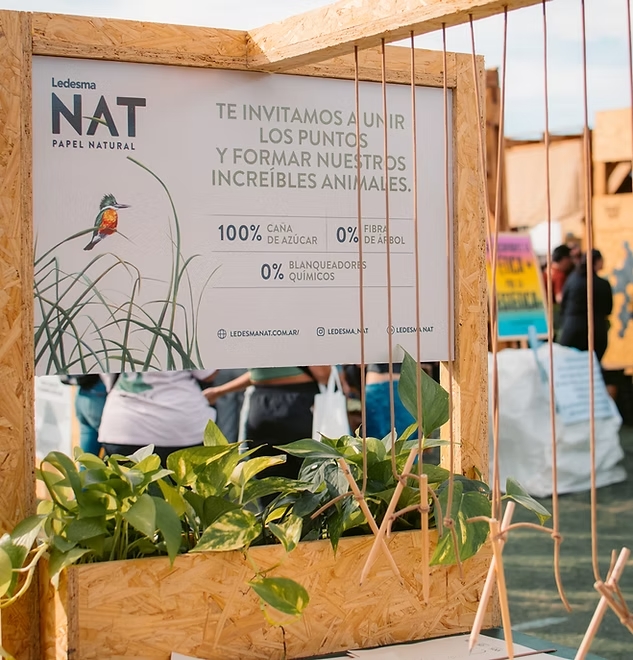 Ledesma
NAT
PAPEL NATURAL
TE INVITAMOS A UNIR
LOS PUNTOS
Y FORMAR NUESTROS
INCREÍBLES ANIMALES.
100% CAÑA
DE AZÚCAR
0% FIBRA
DE ÁRBOL
0% BLANQUEADORES
QUÍMICOS
LEDESMANAT.COM.AR/
LEDESMA_NAT
LEDESMA NAT